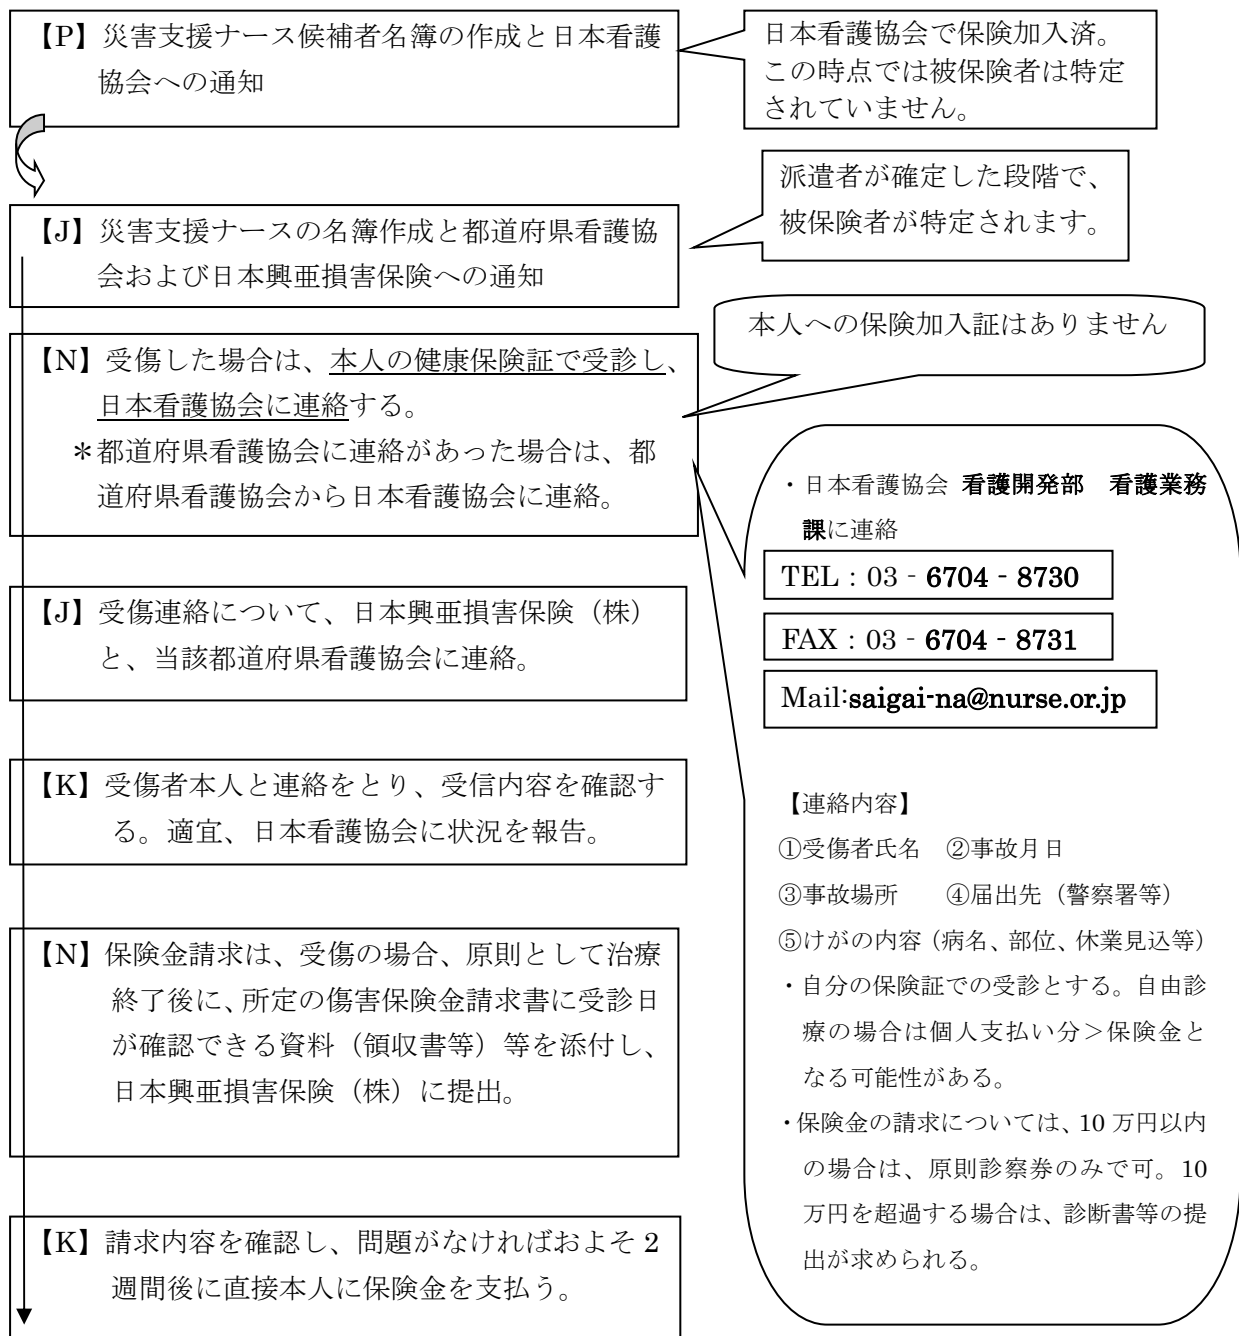 【P】災害支援ナース候補者名簿の作成と日本看護
協会への通知
日本看護協会で保険加入済。
この時点では被保険者は特定
されていません。
派遣者が確定した段階で、
被保険者が特定されます。
【J】災害支援ナースの名簿作成と都道府県看護協
会および日本興亜損害保険への通知
本人への保険加入証はありません
【N】受傷した場合は、本人の健康保険証で受診し、
日本看護協会に連絡する。
＊都道府県看護協会に連絡があった場合は、都
道府県看護協会から日本看護協会に連絡。
【J】受傷連絡について、日本興亜損害保険（株）
と、当該都道府県看護協会に連絡。
【K】受傷者本人と連絡をとり、受信内容を確認す
る。適宜、日本看護協会に状況を報告。
【N】保険金請求は、受傷の場合、原則として治療
終了後に、所定の傷害保険金請求書に受診日
が確認できる資料（領収書等）等を添付し、
日本興亜損害保険（株）に提出。
【K】請求内容を確認し、問題がなければおよそ 2
週間後に直接本人に保険金を支払う。
・日本看護協会 看護開発部　看護業務
課に連絡
TEL：03‐6704‐8730
FAX：03‐6704‐8731
Mail:saigai-na@nurse.or.jp
【連絡内容】
①受傷者氏名　②事故月日
③事故場所　　④届出先（警察署等）
⑤けがの内容（病名、部位、休業見込等）
・自分の保険証での受診とする。自由診
療の場合は個人支払い分＞保険金と
なる可能性がある。
・保険金の請求については、10 万円以内
の場合は、原則診察券のみで可。10
万円を超過する場合は、診断書等の提
出が求められる。